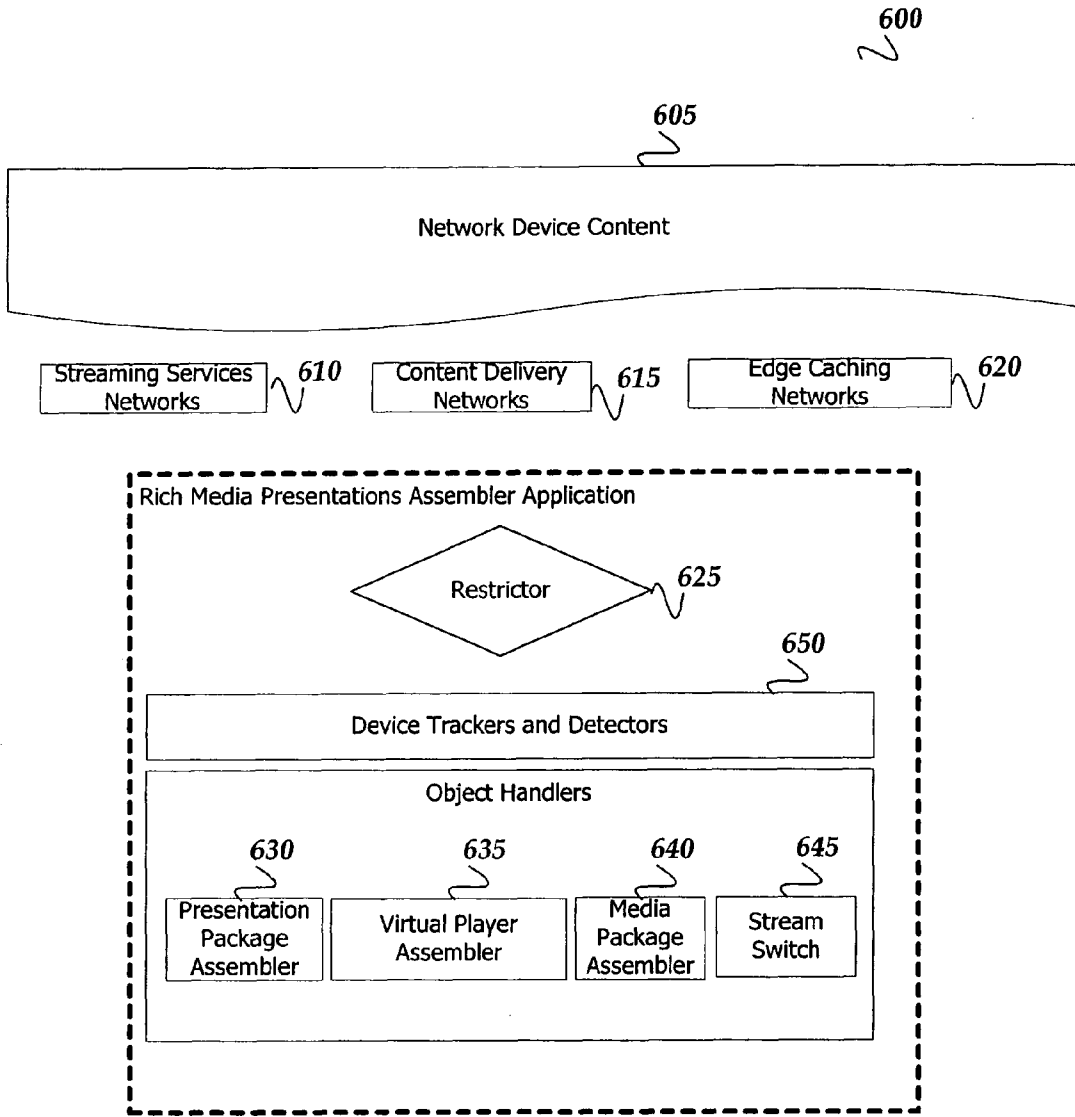 600
605
Network Device Content
Streaming Services
Networks
610
Content Delivery
Networks
615
Edge Caching
Networks
620
Rich Media Presentations Assembler Application
Restrictor
625
650
Device Trackers and Detectors
Object Handlers
630
635
640
645
Presentation
Package
Assembler
Virtual Player
Assembler
Media
Package
Assembler
Stream
Switch